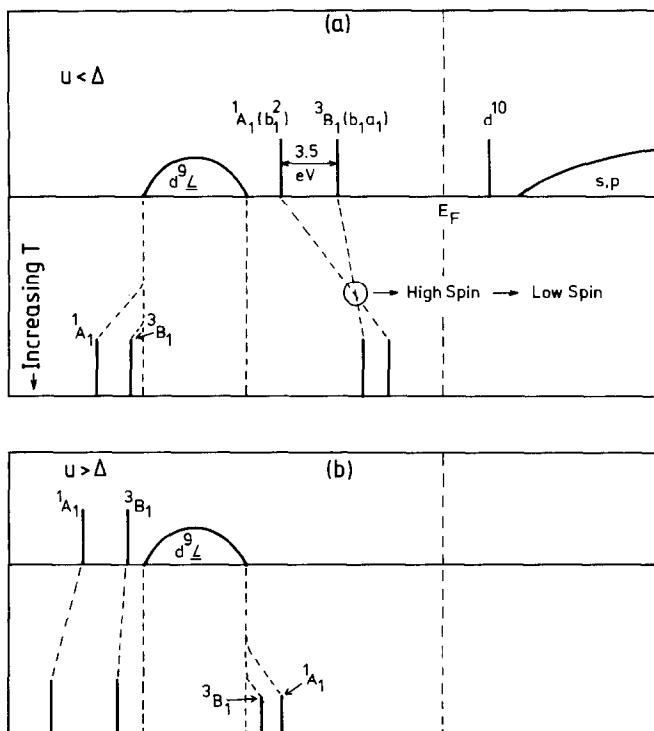 (a)
u < Δ
¹A₁(b₁²)
³B₁(b₁a₁)
d¹⁰
3.5
eV
d⁹L̲
s,p
E_F
Increasing T
High Spin → Low Spin
¹A₁
³B₁
(b)
u > Δ
¹A₁
³B₁
d⁹L̲
³B₁
¹A₁